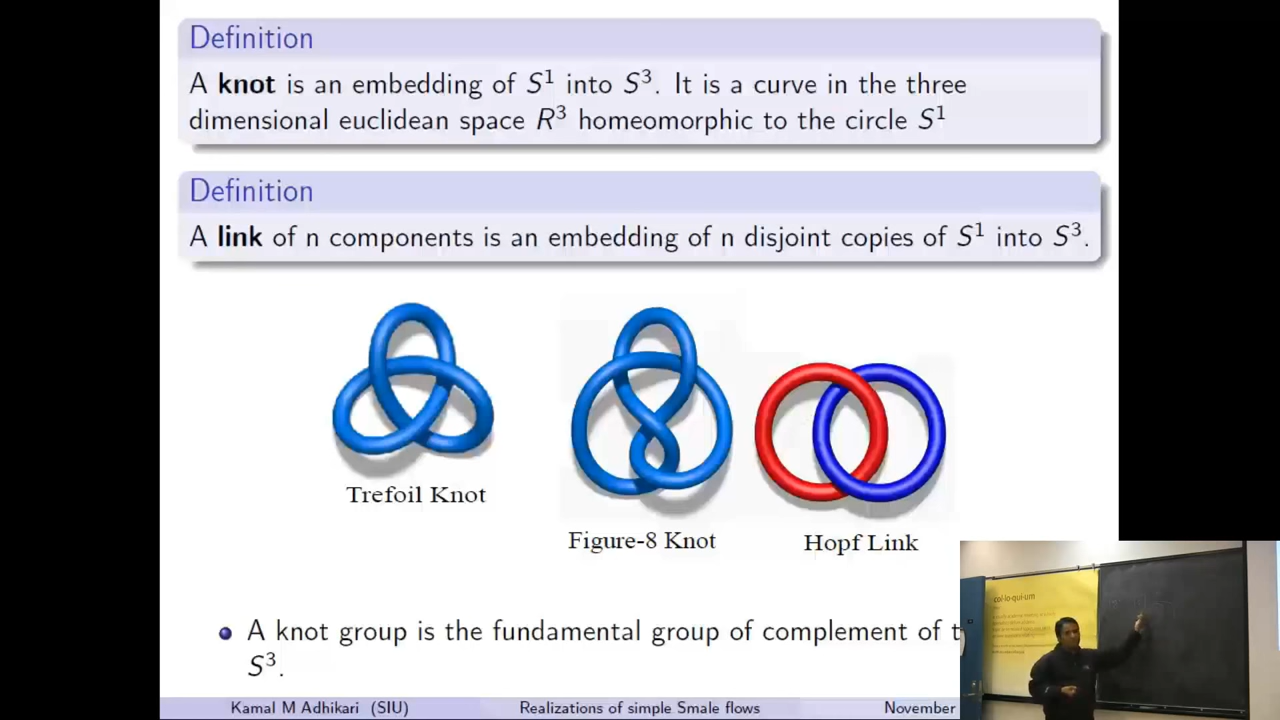 Definition
A knot is an embedding of S¹ into S³. It is a curve in the three
dimensional euclidean space R³ homeomorphic to the circle S¹
Definition
A link of n components is an embedding of n disjoint copies of S¹ into S³.
Trefoil Knot
Figure-8 Knot
Hopf Link
A knot group is the fundamental group of complement of t
S³.
col·lo·qui·um
Kamal M Adhikari (SIU) Realizations of simple Smale flows November